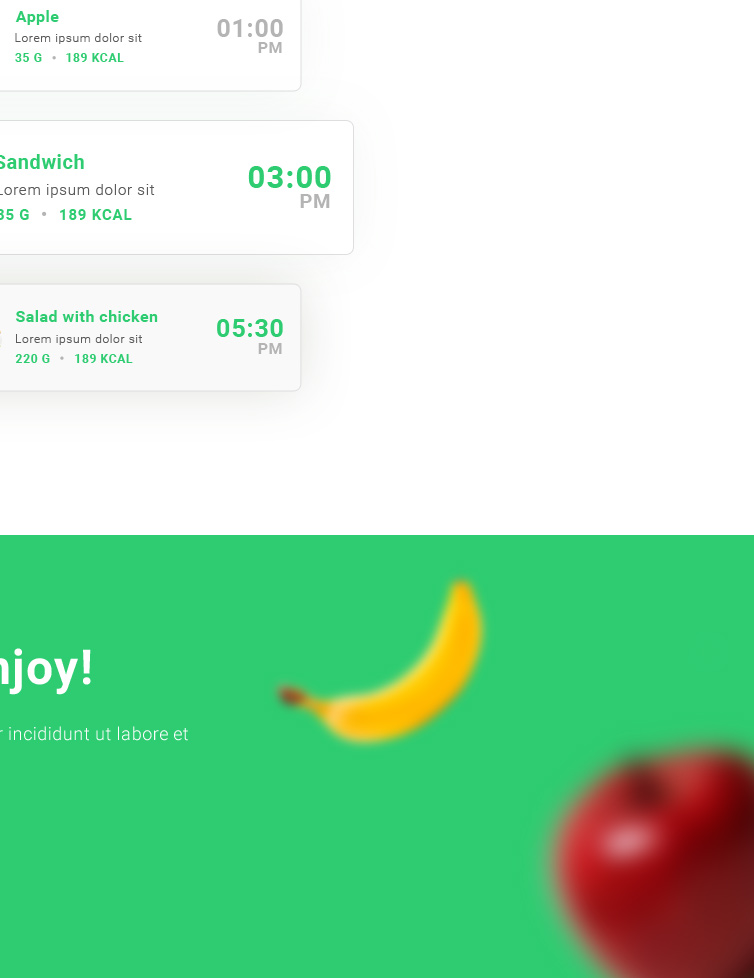 Apple
01:00
Lorem ipsum dolor sit
PM
35 G • 189 KCAL
Sandwich
03:00
Lorem ipsum dolor sit
PM
35 G • 189 KCAL
Salad with chicken
05:30
Lorem ipsum dolor sit
PM
220 G • 189 KCAL
njoy!
r incididunt ut labore et